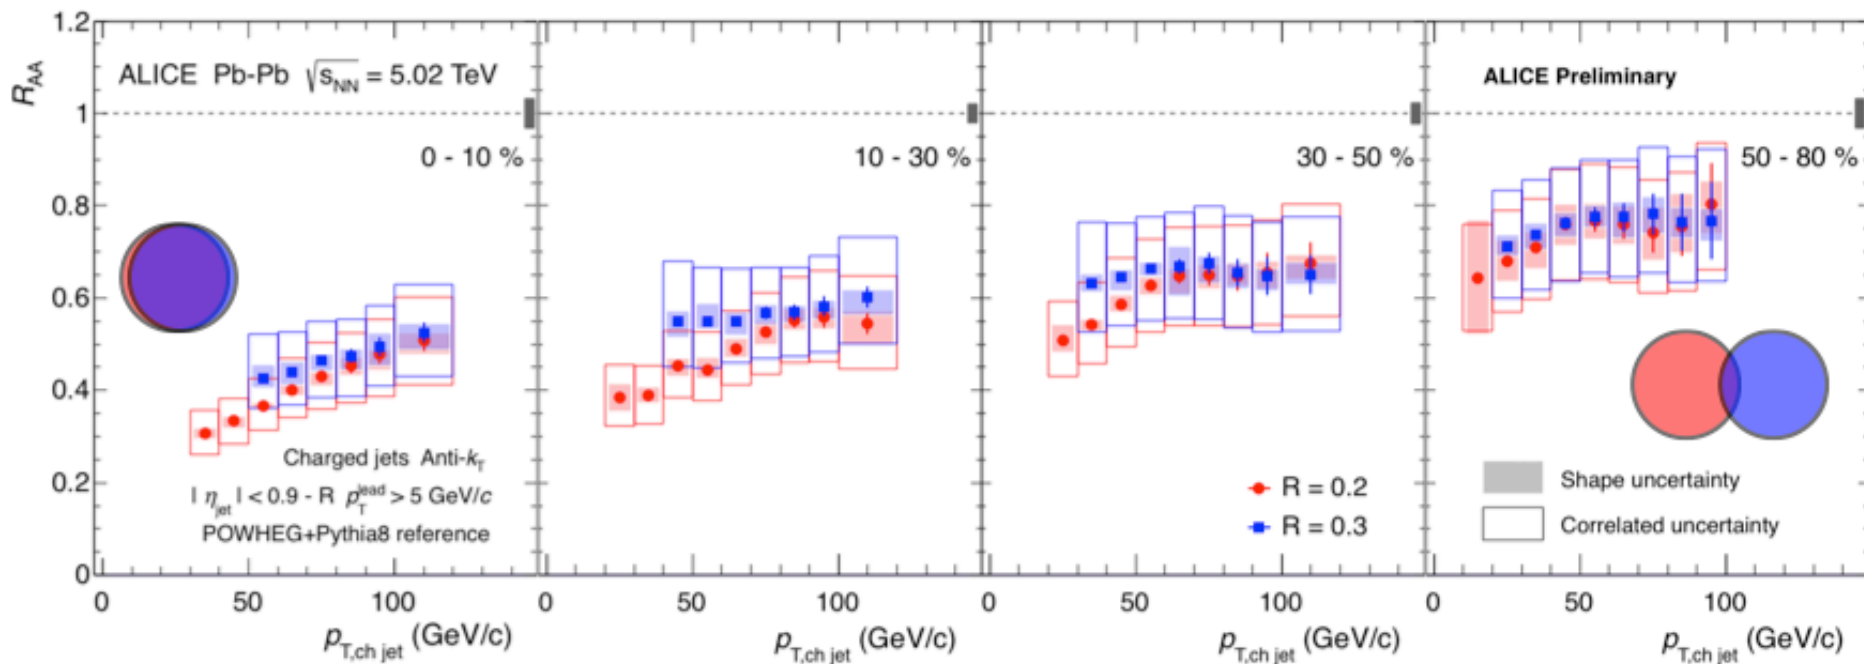 1.2
1
0.8
0.6
0.4
0.2
0
R_AA
ALICE Pb-Pb √s_NN = 5.02 TeV
0 - 10 %
Charged jets Anti-k_T
| η_jet | < 0.9 - R p_T^lead > 5 GeV/c
POWHEG+Pythia8 reference
0 50 100
p_T,ch jet (GeV/c)
10 - 30 %
0 50 100
p_T,ch jet (GeV/c)
30 - 50 %
R = 0.2
R = 0.3
0 50 100
p_T,ch jet (GeV/c)
ALICE Preliminary
50 - 80 %
Shape uncertainty
Correlated uncertainty
0 50 100
p_T,ch jet (GeV/c)